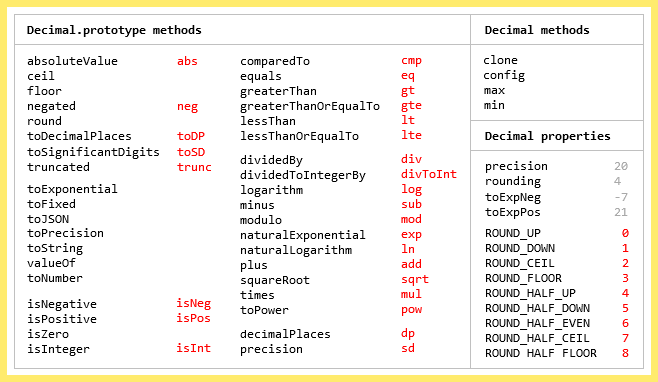 Decimal.prototype methods
absoluteValue abs
ceil
floor
negated neg
round
toDecimalPlaces toDP
toSignificantDigits toSD
truncated trunc
toExponential
toFixed
toJSON
toPrecision
toString
valueOf
toNumber
isNegative isNeg
isPositive isPos
isZero
isInteger isInt
comparedTo cmp
equals eq
greaterThan gt
greaterThanOrEqualTo gte
lessThan lt
lessThanOrEqualTo lte
dividedBy div
dividedToIntegerBy divToInt
logarithm log
minus sub
modulo mod
naturalExponential exp
naturalLogarithm ln
plus add
squareRoot sqrt
times mul
toPower pow
decimalPlaces dp
precision sd
Decimal methods
clone
config
max
min
Decimal properties
precision 20
rounding 4
toExpNeg -7
toExpPos 21
ROUND_UP 0
ROUND_DOWN 1
ROUND_CEIL 2
ROUND_FLOOR 3
ROUND_HALF_UP 4
ROUND_HALF_DOWN 5
ROUND_HALF_EVEN 6
ROUND_HALF_CEIL 7
ROUND_HALF_FLOOR 8